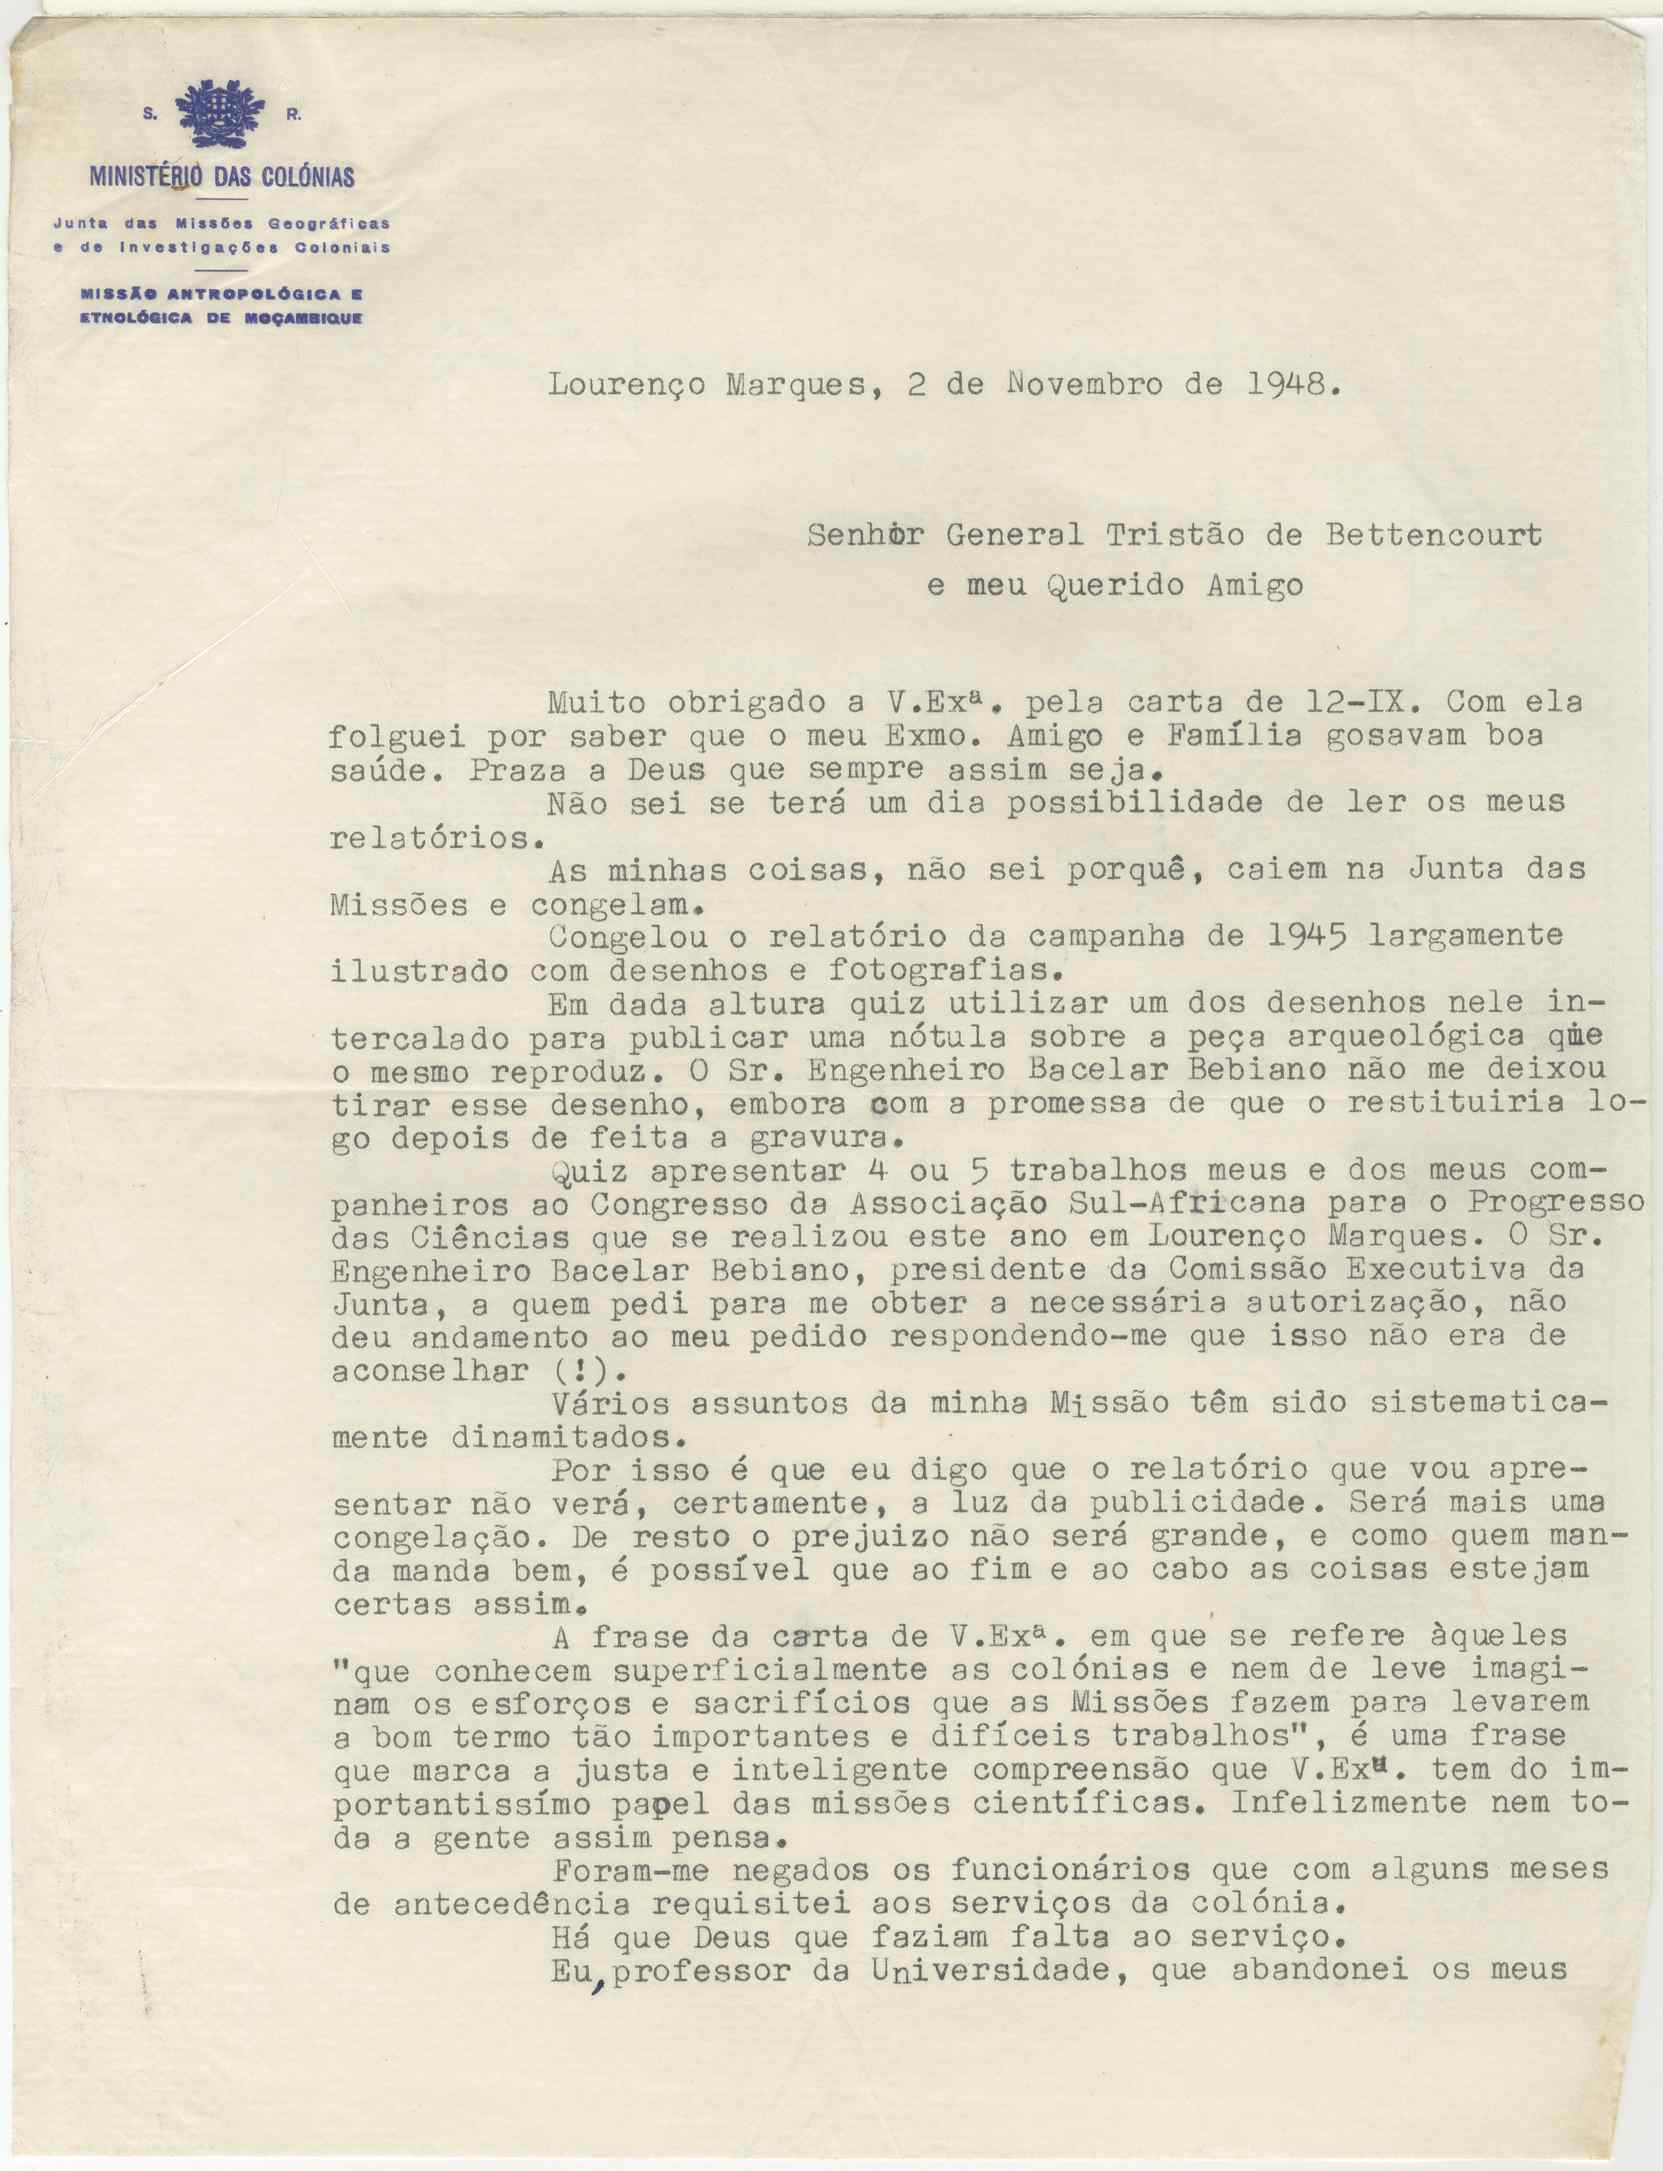 S. R.
MINISTÉRIO DAS COLÓNIAS
Junta das Missões Geográficas
e de Investigações Coloniais
MISSÃO ANTROPOLÓGICA E
ETNOLÓGICA DE MOÇAMBIQUE
Lourenço Marques, 2 de Novembro de 1948.
Senhor General Tristão de Bettencourt
e meu Querido Amigo
Muito obrigado a V.Exª. pela carta de 12-IX. Com ela
folguei por saber que o meu Exmo. Amigo e Família gosavam boa
saúde. Praza a Deus que sempre assim seja.
Não sei se terá um dia possibilidade de ler os meus
relatórios.
As minhas coisas, não sei porquê, caiem na Junta das
Missões e congelam.
Congelou o relatório da campanha de 1945 largamente
ilustrado com desenhos e fotografias.
Em dada altura quiz utilizar um dos desenhos nele in-
tercalado para publicar uma nótula sobre a peça arqueológica que
o mesmo reproduz. O Sr. Engenheiro Bacelar Bebiano não me deixou
tirar esse desenho, embora com a promessa de que o restituiria lo-
go depois de feita a gravura.
Quiz apresentar 4 ou 5 trabalhos meus e dos meus com-
panheiros ao Congresso da Associação Sul-Africana para o Progresso
das Ciências que se realizou este ano em Lourenço Marques. O Sr.
Engenheiro Bacelar Bebiano, presidente da Comissão Executiva da
Junta, a quem pedi para me obter a necessária autorização, não
deu andamento ao meu pedido respondendo-me que isso não era de
aconselhar (!).
Vários assuntos da minha Missão têm sido sistematica-
mente dinamitados.
Por isso é que eu digo que o relatório que vou apre-
sentar não verá, certamente, a luz da publicidade. Será mais uma
congelação. De resto o prejuizo não será grande, e como quem man-
da manda bem, é possível que ao fim e ao cabo as coisas estejam
certas assim.
A frase da carta de V.Exª. em que se refere àqueles
"que conhecem superficialmente as colónias e nem de leve imagi-
nam os esforços e sacrifícios que as Missões fazem para levarem
a bom termo tão importantes e difíceis trabalhos", é uma frase
que marca a justa e inteligente compreensão que V.Exª. tem do im-
portantissímo papel das missões científicas. Infelizmente nem to-
da a gente assim pensa.
Foram-me negados os funcionários que com alguns meses
de antecedência requisitei aos serviços da colónia.
Há que Deus que faziam falta ao serviço.
Eu, professor da Universidade, que abandonei os meus